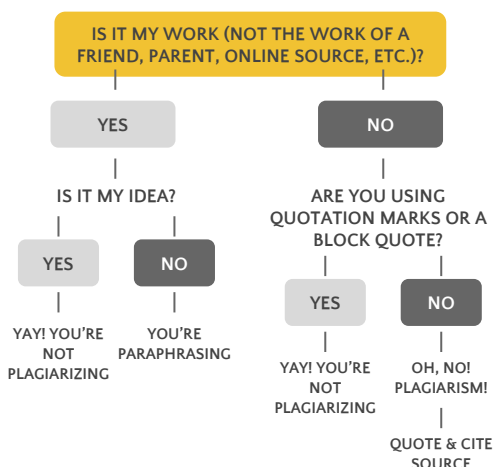 IS IT MY WORK (NOT THE WORK OF A
FRIEND, PARENT, ONLINE SOURCE, ETC.)?
YES
NO
IS IT MY IDEA?
ARE YOU USING
QUOTATION MARKS OR A
BLOCK QUOTE?
YES
NO
YES
NO
YAY! YOU'RE
NOT
PLAGIARIZING
YOU'RE
PARAPHRASING
YAY! YOU'RE
NOT
PLAGIARIZING
OH, NO!
PLAGIARISM!
QUOTE & CITE
SOURCE